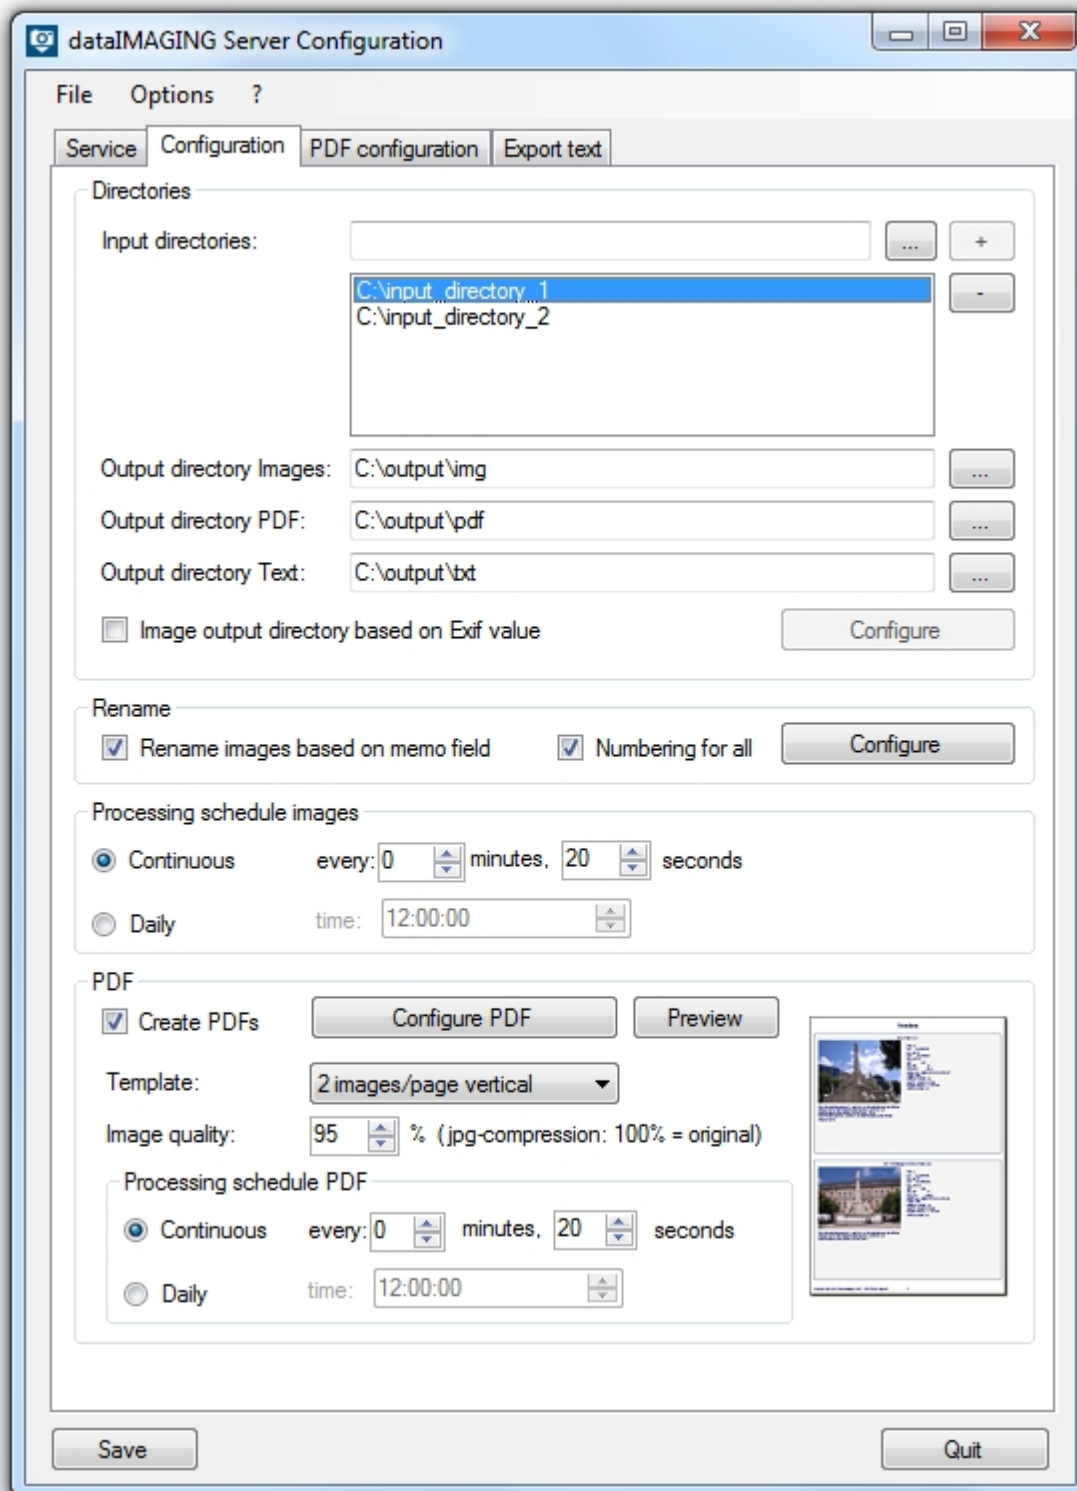 dataIMAGING Server Configuration
File Options ?
Service Configuration PDF configuration Export text
Directories
Input directories: ... +
C:\input_directory_1 -
C:\input_directory_2
Output directory Images: C:\output\img ...
Output directory PDF: C:\output\pdf ...
Output directory Text: C:\output\txt ...
Image output directory based on Exif value Configure
Rename
Rename images based on memo field Numbering for all Configure
Processing schedule images
Continuous every: 0 minutes, 20 seconds
Daily time: 12:00:00
PDF
Create PDFs Configure PDF Preview
Template: 2 images/page vertical
Image quality: 95 % (jpg-compression: 100% = original)
Processing schedule PDF
Continuous every: 0 minutes, 20 seconds
Daily time: 12:00:00
Save Quit